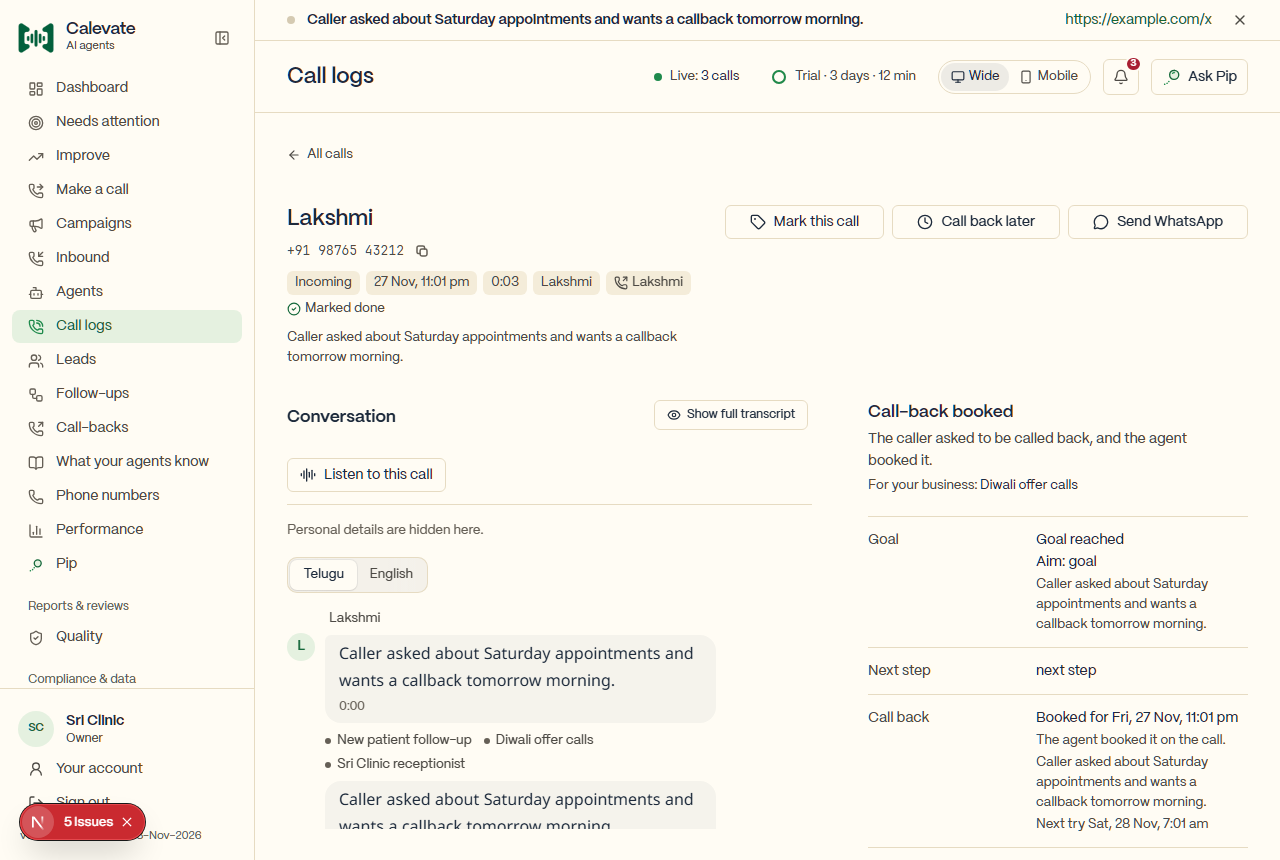 Calevate
AI agents
Dashboard
Needs attention
Improve
Make a call
Campaigns
Inbound
Agents
Call logs
Leads
Follow-ups
Call-backs
What your agents know
Phone numbers
Performance
Pip
Reports & reviews
Quality
Compliance & data
SC
Sri Clinic
Owner
Your account
Sign out
N
5 Issues
-Nov-2026
Caller asked about Saturday appointments and wants a callback tomorrow morning.
https://example.com/x
Call logs
Live: 3 calls
Trial · 3 days · 12 min
Wide
Mobile
3
Ask Pip
All calls
Lakshmi
Mark this call
Call back later
Send WhatsApp
+91 98765 43212
Incoming
27 Nov, 11:01 pm
0:03
Lakshmi
Lakshmi
Marked done
Caller asked about Saturday appointments and wants a callback
tomorrow morning.
Conversation
Show full transcript
Listen to this call
Personal details are hidden here.
Telugu
English
Lakshmi
L
Caller asked about Saturday appointments and
wants a callback tomorrow morning.
0:00
New patient follow-up
Diwali offer calls
Sri Clinic receptionist
Caller asked about Saturday appointments and
wants a callback tomorrow morning.
Call-back booked
The caller asked to be called back, and the agent
booked it.
For your business: Diwali offer calls
Goal
Goal reached
Aim: goal
Caller asked about Saturday
appointments and wants a
callback tomorrow morning.
Next step
next step
Call back
Booked for Fri, 27 Nov, 11:01 pm
The agent booked it on the call.
Caller asked about Saturday
appointments and wants a
callback tomorrow morning.
Next try Sat, 28 Nov, 7:01 am